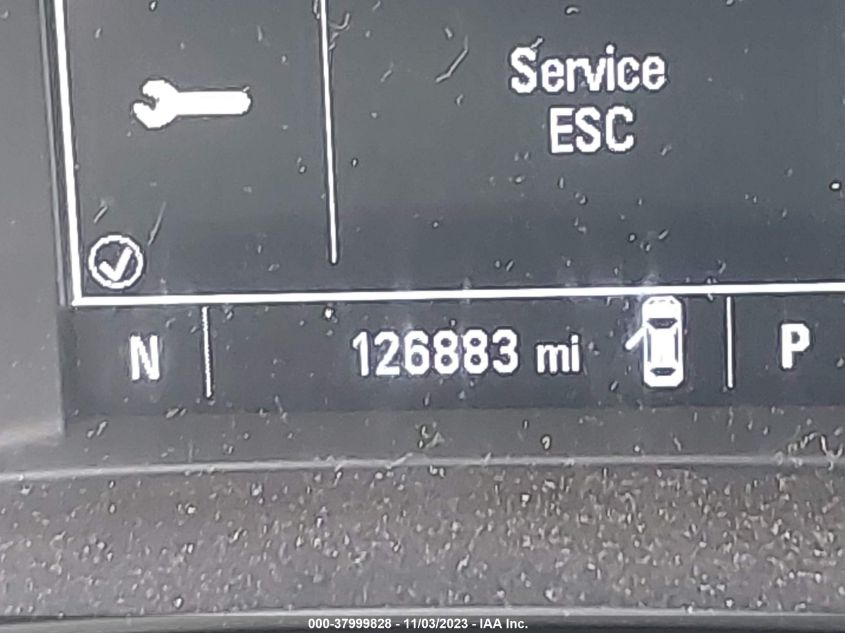 Service
ESC
N
126883 mi
P
000-37999828 - 11/03/2023 - IAA Inc.